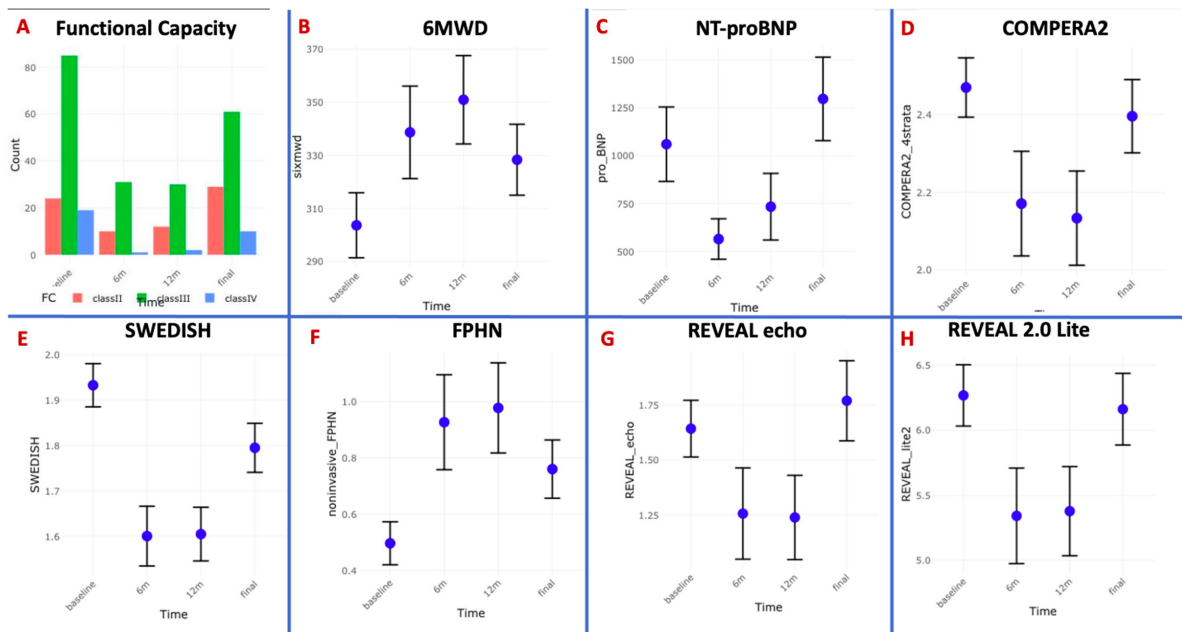 A Functional Capacity
80
60
40
20
0
Count
baseline
6m
12m
final
FC classII classIII classIV
Time
B 6MWD
370
350
330
310
290
sixmwd
baseline
6m
12m
final
Time
C NT-proBNP
1500
1250
1000
750
500
pro_BNP
baseline
6m
12m
final
Time
D COMPERA2
2.4
2.2
2.0
COMPERA2_4strata
baseline
6m
12m
final
E SWEDISH
2.0
1.9
1.8
1.7
1.6
SWEDISH
baseline
6m
12m
final
Time
F FPHN
1.0
0.8
0.6
0.4
noninvasive_FPHN
baseline
6m
12m
final
Time
G REVEAL echo
1.75
1.50
1.25
REVEAL_echo
baseline
6m
12m
final
Time
H REVEAL 2.0 Lite
6.5
6.0
5.5
5.0
REVEAL_lite2
baseline
6m
12m
final
Time